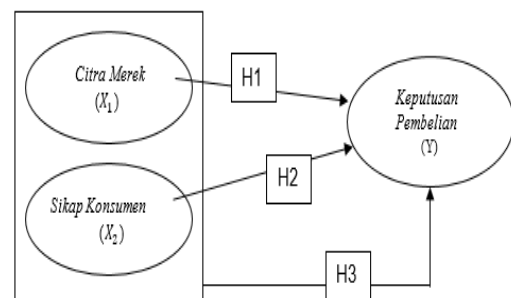 Citra Merek
(X₁)
H1
Keputusan
Pembelian
(Y)
H2
Sikap Konsumen
(X₂)
H3